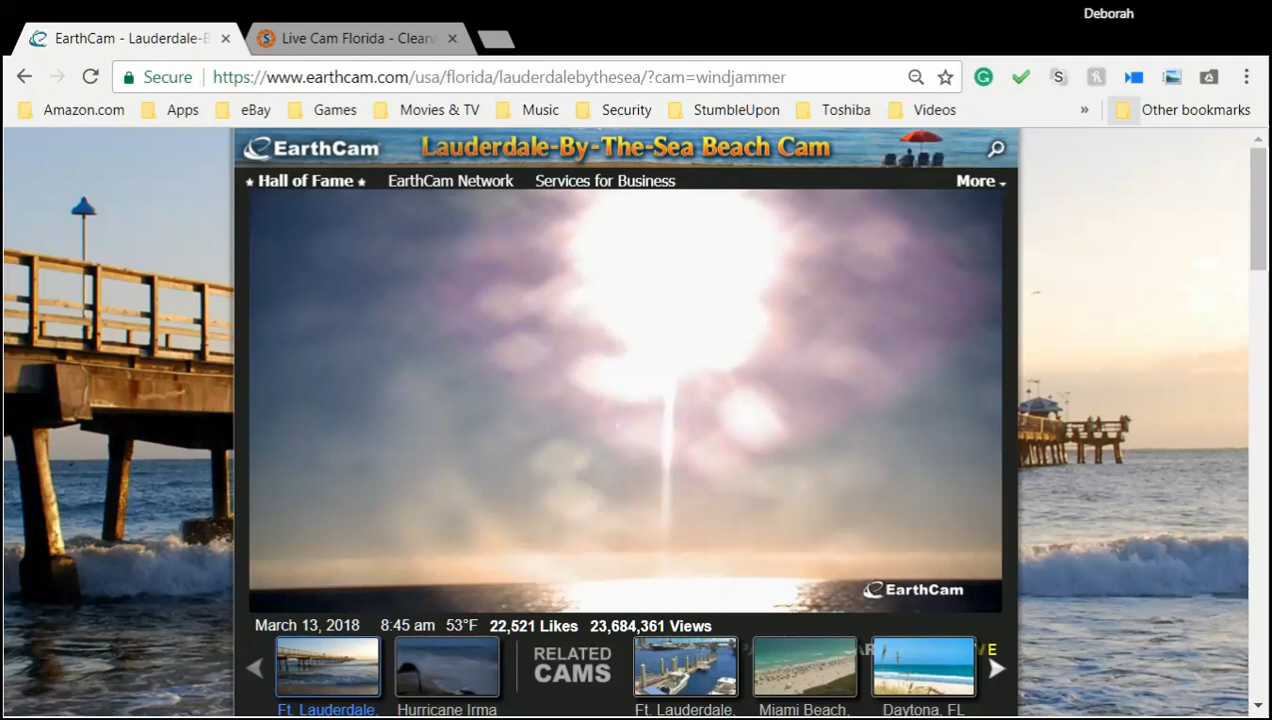 Deborah
EarthCam - Lauderdale-B
Live Cam Florida - Clearw
Secure
https://www.earthcam.com/usa/florida/lauderdalebythesea/?cam=windjammer
Amazon.com Apps eBay Games Movies & TV Music Security StumbleUpon Toshiba Videos » Other bookmarks
EarthCam Lauderdale-By-The-Sea Beach Cam
Hall of Fame EarthCam Network Services for Business More
EarthCam
March 13, 2018 8:45 am 53°F 22,521 Likes 23,684,361 Views
RELATED
CAMS
Ft. Lauderdale, Hurricane Irma Ft. Lauderdale, Miami Beach, Daytona, FL